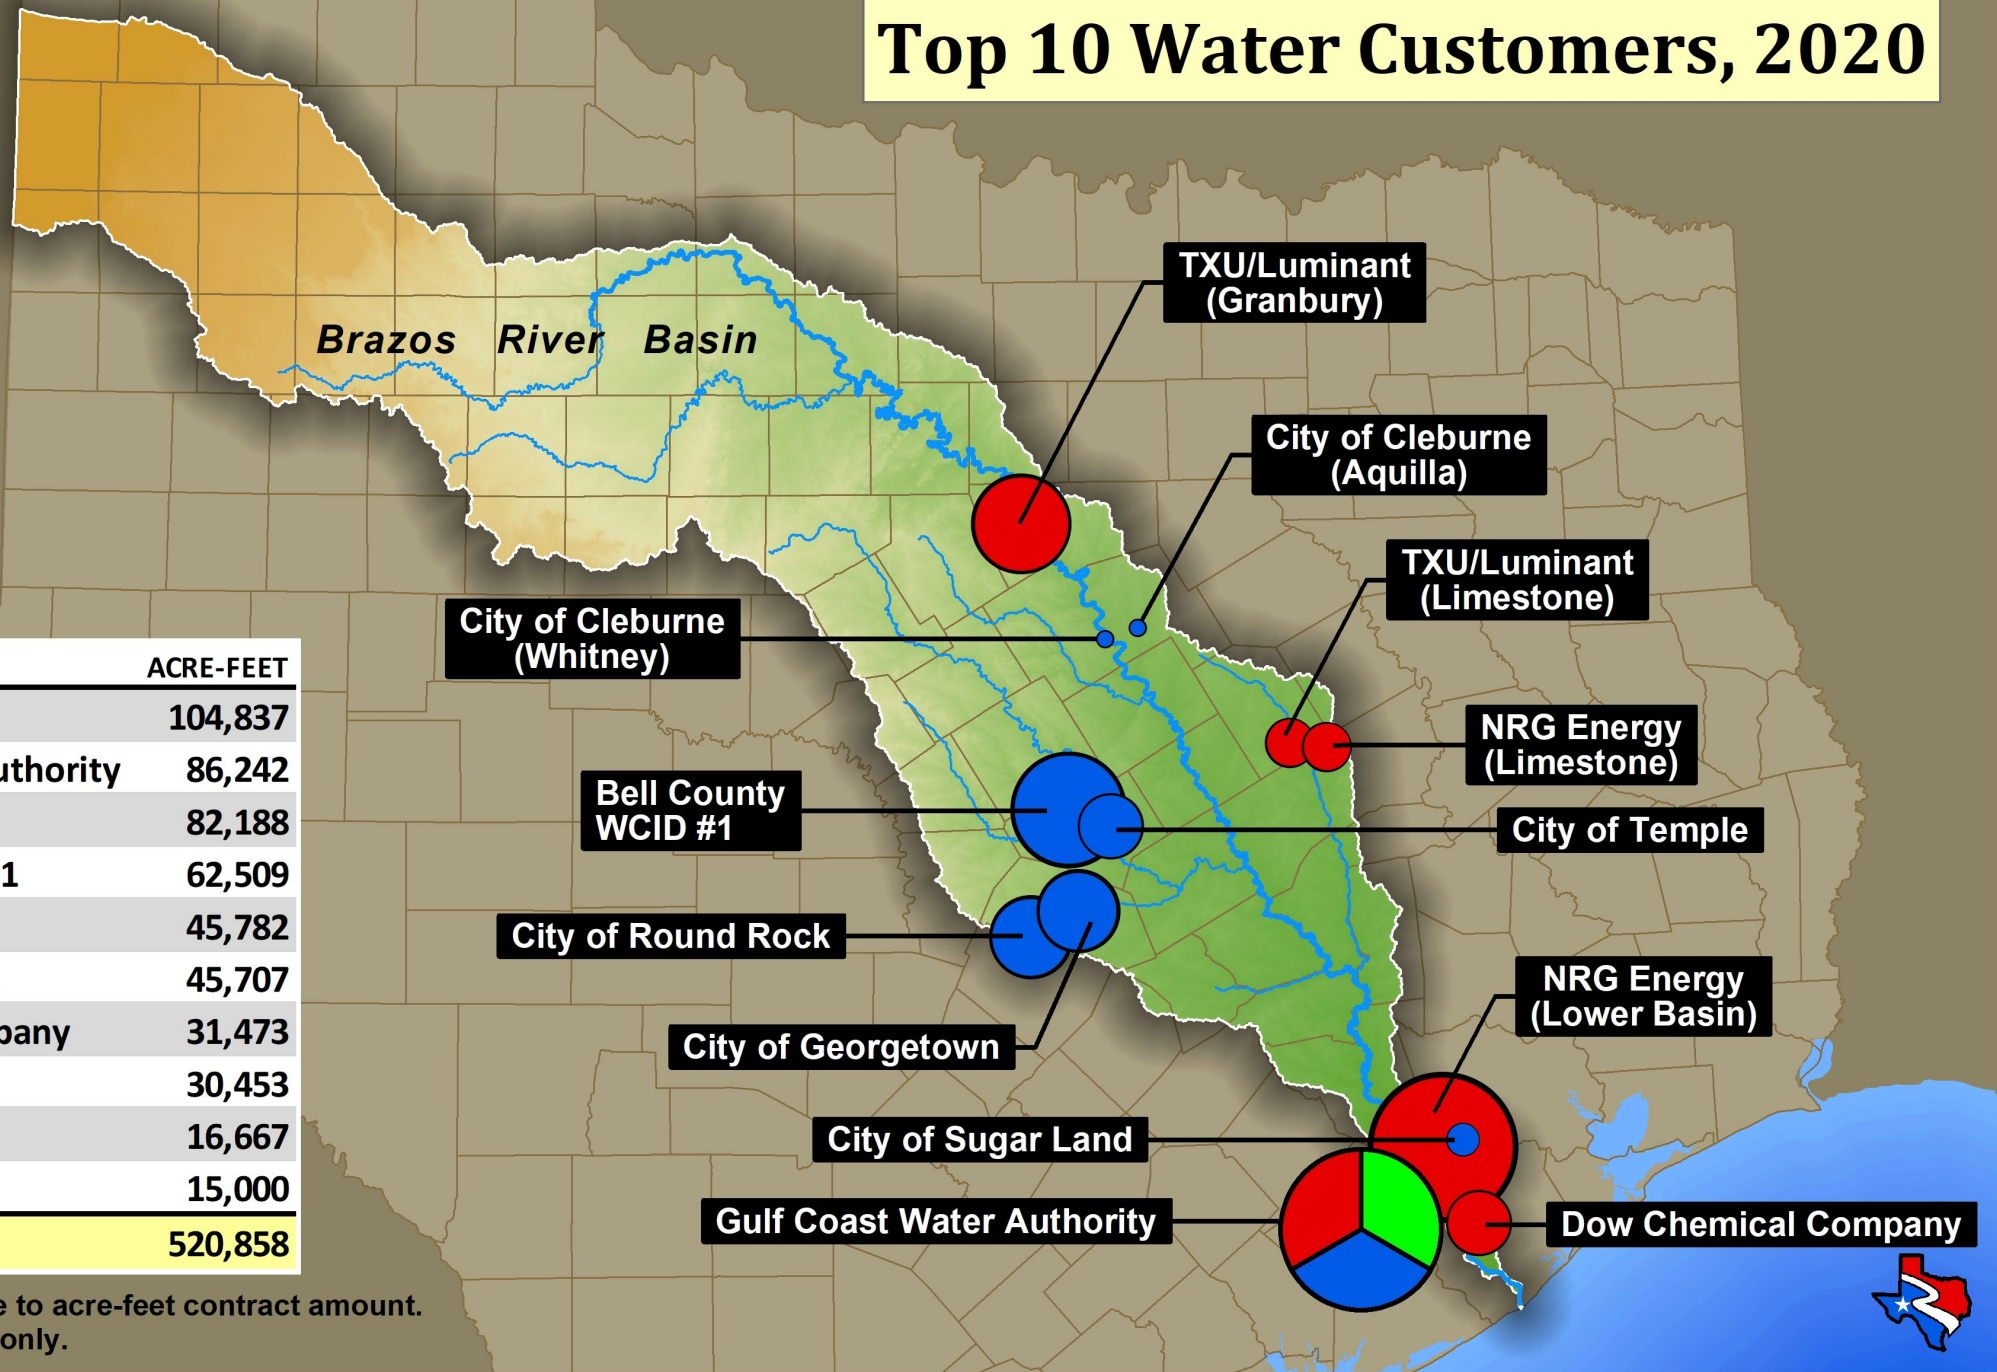 Top 10 Water Customers, 2020
TXU/Luminant
(Granbury)
Brazos River Basin
City of Cleburne
(Aquilla)
TXU/Luminant
(Limestone)
City of Cleburne
(Whitney)
NRG Energy
(Limestone)
Bell County
WCID #1
City of Temple
City of Round Rock
NRG Energy
(Lower Basin)
City of Georgetown
City of Sugar Land
Gulf Coast Water Authority
Dow Chemical Company
ACRE-FEET
104,837
uthority 86,242
82,188
1 62,509
45,782
45,707
pany 31,473
30,453
16,667
15,000
520,858
e to acre-feet contract amount.
only.